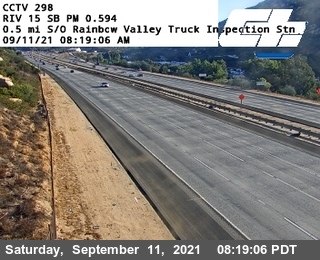 CCTV 298
RIV 15 SB PM 0.594
0.5 mi S/O Rainbcw Valley Truck Inspection Stn
09/11/21 08:19:06 AM
Saturday, September 11, 2021 08:19:06 PDT